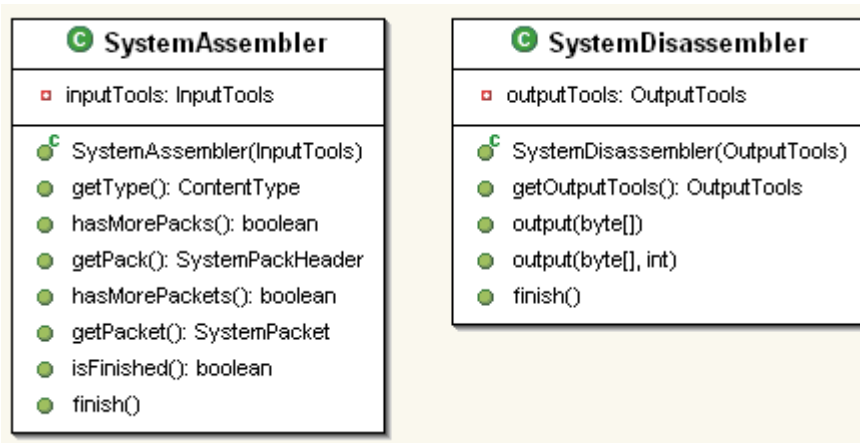 C SystemAssembler
inputTools: InputTools
C SystemAssembler(InputTools)
getType(): ContentType
hasMorePacks(): boolean
getPack(): SystemPackHeader
hasMorePackets(): boolean
getPacket(): SystemPacket
isFinished(): boolean
finish()
C SystemDisassembler
outputTools: OutputTools
C SystemDisassembler(OutputTools)
getOutputTools(): OutputTools
output(byte[])
output(byte[], int)
finish()